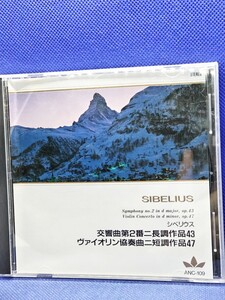 SIBELIUS
Symphony no.2 in d major, op.43
Violin Concerto in d minor, op.47
シベリウス
交響曲第2番ニ長調作品43
ヴァイオリン協奏曲ニ短調作品47
ANC-109